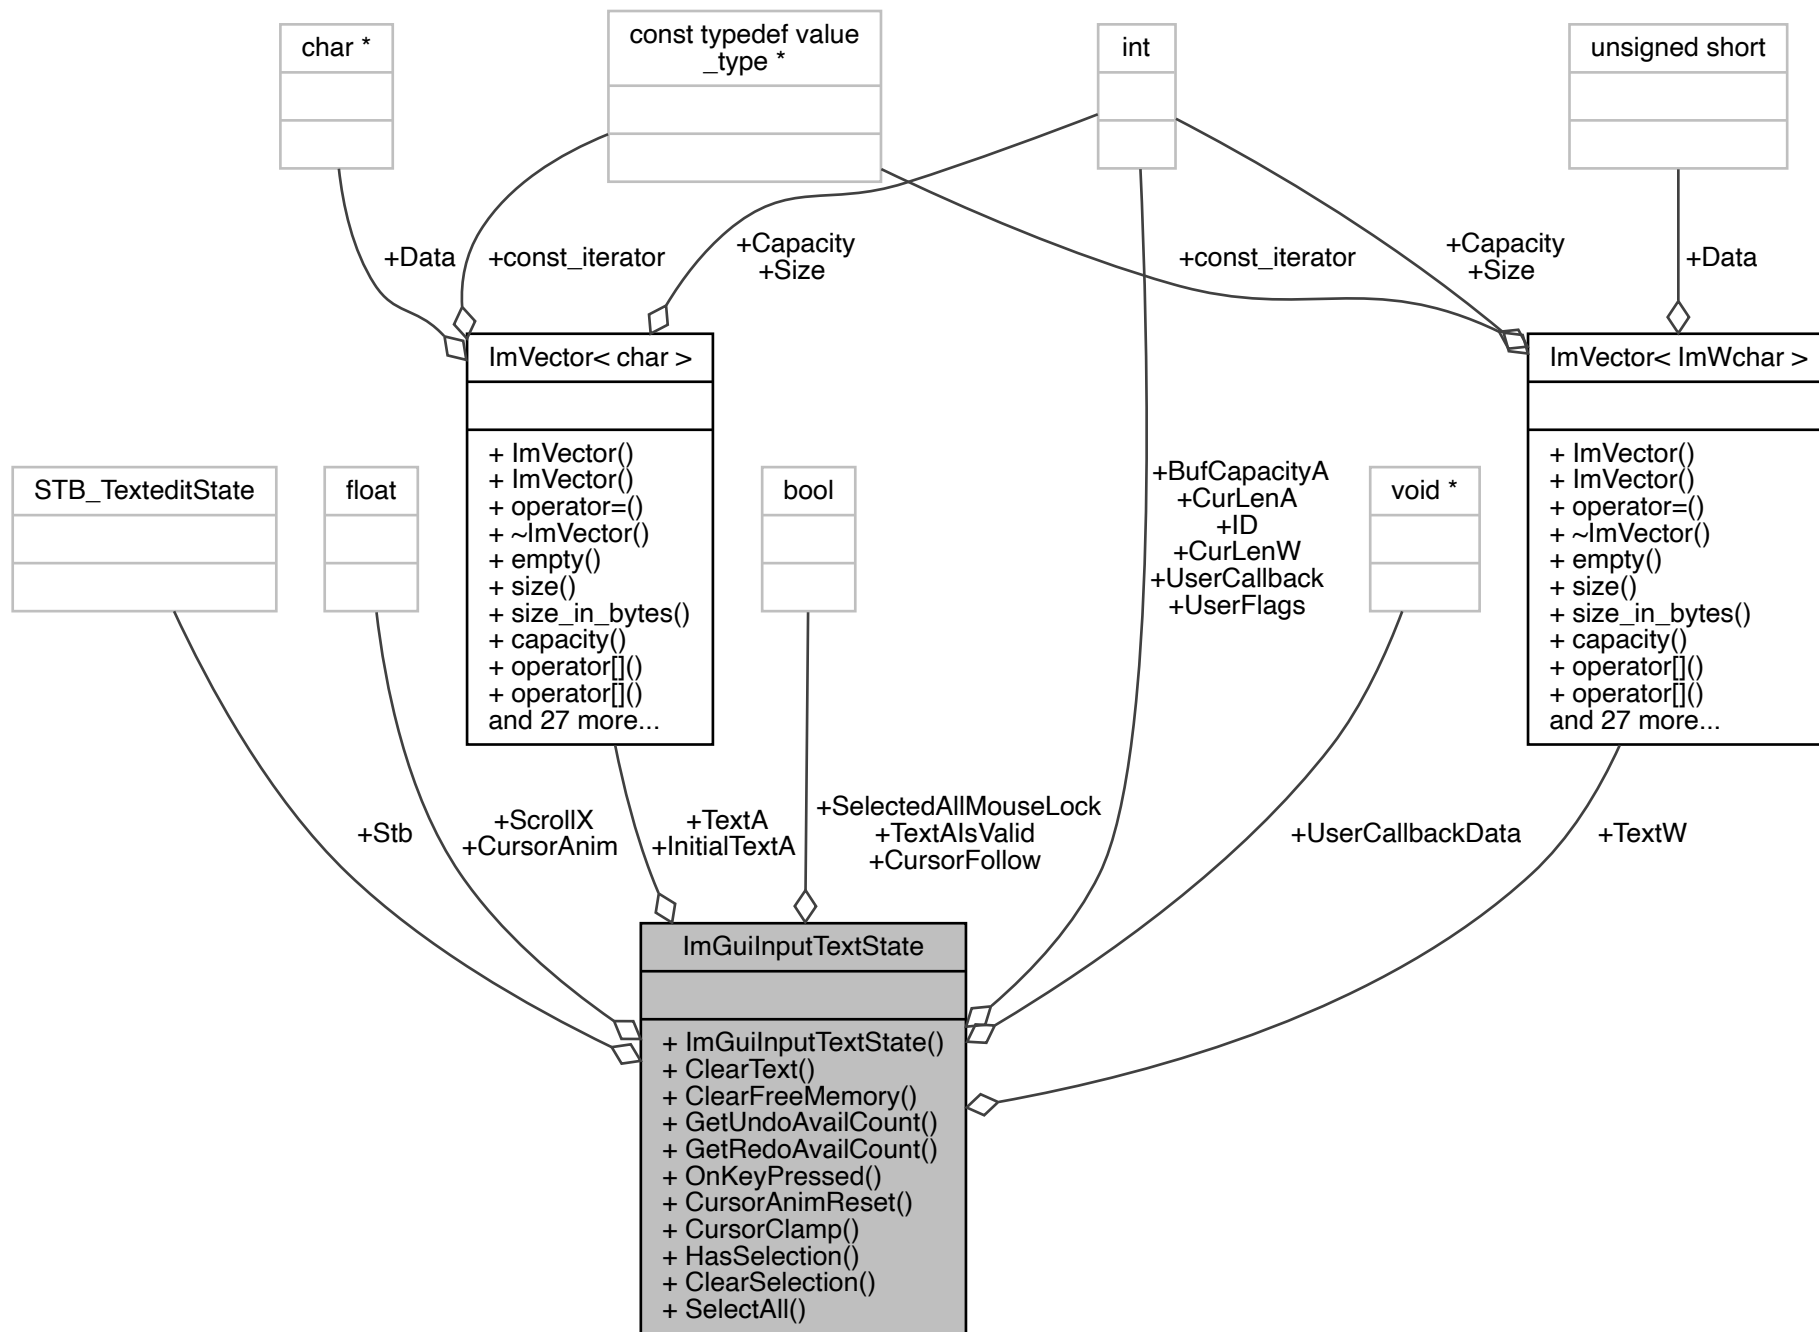 char *
const typedef value
_type *
int
unsigned short
+Data
+const_iterator
+Capacity
+Size
+const_iterator
+Capacity
+Size
+Data
ImVector< char >
+ ImVector()
+ ImVector()
+ operator=()
+ ~ImVector()
+ empty()
+ size()
+ size_in_bytes()
+ capacity()
+ operator[]()
+ operator[]()
and 27 more...
ImVector< ImWchar >
+ ImVector()
+ ImVector()
+ operator=()
+ ~ImVector()
+ empty()
+ size()
+ size_in_bytes()
+ capacity()
+ operator[]()
+ operator[]()
and 27 more...
STB_TexteditState
float
bool
+BufCapacityA
+CurLenA
+ID
+CurLenW
+UserCallback
+UserFlags
void *
+Stb
+ScrollX
+CursorAnim
+TextA
+InitialTextA
+SelectedAllMouseLock
+TextAIsValid
+CursorFollow
+UserCallbackData
+TextW
ImGuiInputTextState
+ ImGuiInputTextState()
+ ClearText()
+ ClearFreeMemory()
+ GetUndoAvailCount()
+ GetRedoAvailCount()
+ OnKeyPressed()
+ CursorAnimReset()
+ CursorClamp()
+ HasSelection()
+ ClearSelection()
+ SelectAll()